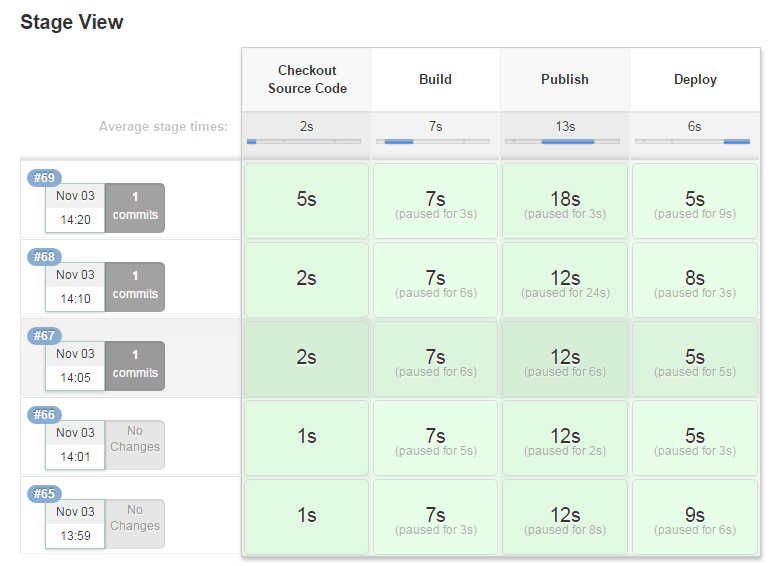 Stage View
Checkout
Source Code
Build
Publish
Deploy
Average stage times:
2s
7s
13s
6s
#69
Nov 03
14:20
1
commits
5s
7s
(paused for 3s)
18s
(paused for 3s)
5s
(paused for 9s)
#68
Nov 03
14:10
1
commits
2s
7s
(paused for 6s)
12s
(paused for 24s)
8s
(paused for 3s)
#67
Nov 03
14:05
1
commits
2s
7s
(paused for 6s)
12s
(paused for 6s)
5s
(paused for 5s)
#66
Nov 03
14:01
No
Changes
1s
7s
(paused for 5s)
12s
(paused for 2s)
5s
(paused for 3s)
#65
Nov 03
13:59
No
Changes
1s
7s
(paused for 3s)
12s
(paused for 8s)
9s
(paused for 6s)